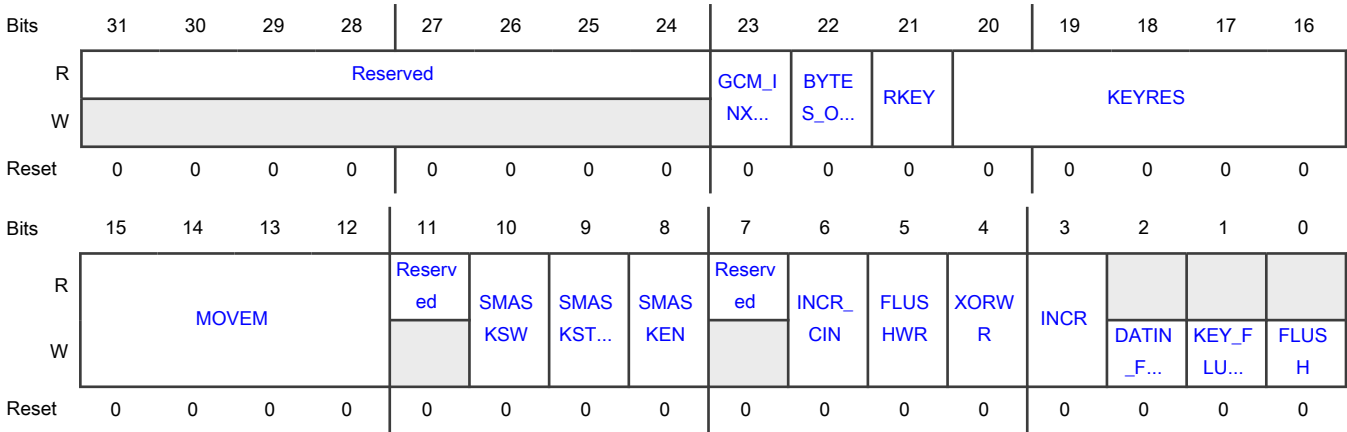 Bits 31 30 29 28 27 26 25 24 23 22 21 20 19 18 17 16
R Reserved GCM_I BYTE RKEY KEYRES
W NX... S_O...
Reset 0 0 0 0 0 0 0 0 0 0 0 0 0 0 0 0
Bits 15 14 13 12 11 10 9 8 7 6 5 4 3 2 1 0
R MOVEM Reserv SMAS SMAS SMAS Reserv INCR_ FLUS XORW INCR
ed KSW KST... KEN ed CIN HWR R
W DATIN KEY_F FLUS
_F... LU... H
Reset 0 0 0 0 0 0 0 0 0 0 0 0 0 0 0 0